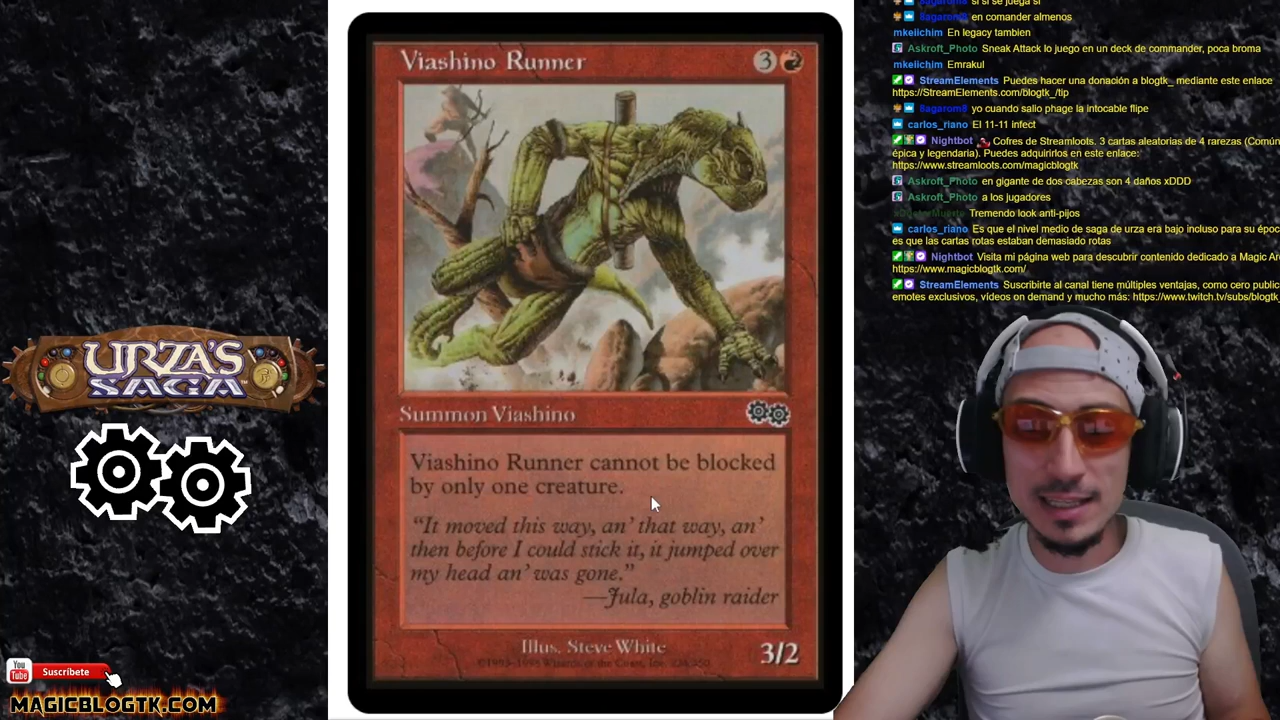 Viashino Runner
3
Summon Viashino
Viashino Runner cannot be blocked
by only one creature.
“It moved this way, an’ that way, an’
then before I could stick it, it jumped over
my head an’ was gone.”
—Jula, goblin raider
Illus. Steve White
3/2
URZA'S
SAGA
You
Tube
Suscríbete
MAGICBLOGTK.COM
en comander almenos
mkeiichim En legacy tambien
Askroft_Photo Sneak Attack lo juego en un deck de commander, poca broma
mkeiichim Emrakul
StreamElements Puedes hacer una donación a blogtk_ mediante este enlace
https://StreamElements.com/blogtk_/tip
8agarom8 yo cuando salio phage la intocable flipe
carlos_riano El 11-11 infect
Nightbot Cofres de Streamloots. 3 cartas aleatorias de 4 rarezas (Común
épica y legendaria). Puedes adquirirlos en este enlace:
https://www.streamloots.com/magicblogtk
Askroft_Photo en gigante de dos cabezas son 4 daños xDDD
Askroft_Photo a los jugadores
Tremendo look anti-pijos
carlos_riano Es que el nivel medio de saga de urza era bajo incluso para su époc
es que las cartas rotas estaban demasiado rotas
Nightbot Visita mi página web para descubrir contenido dedicado a Magic Are
https://www.magicblogtk.com/
StreamElements Suscribirte al canal tiene múltiples ventajas, como cero public
emotes exclusivos, vídeos on demand y mucho más: https://www.twitch.tv/subs/blogtk_